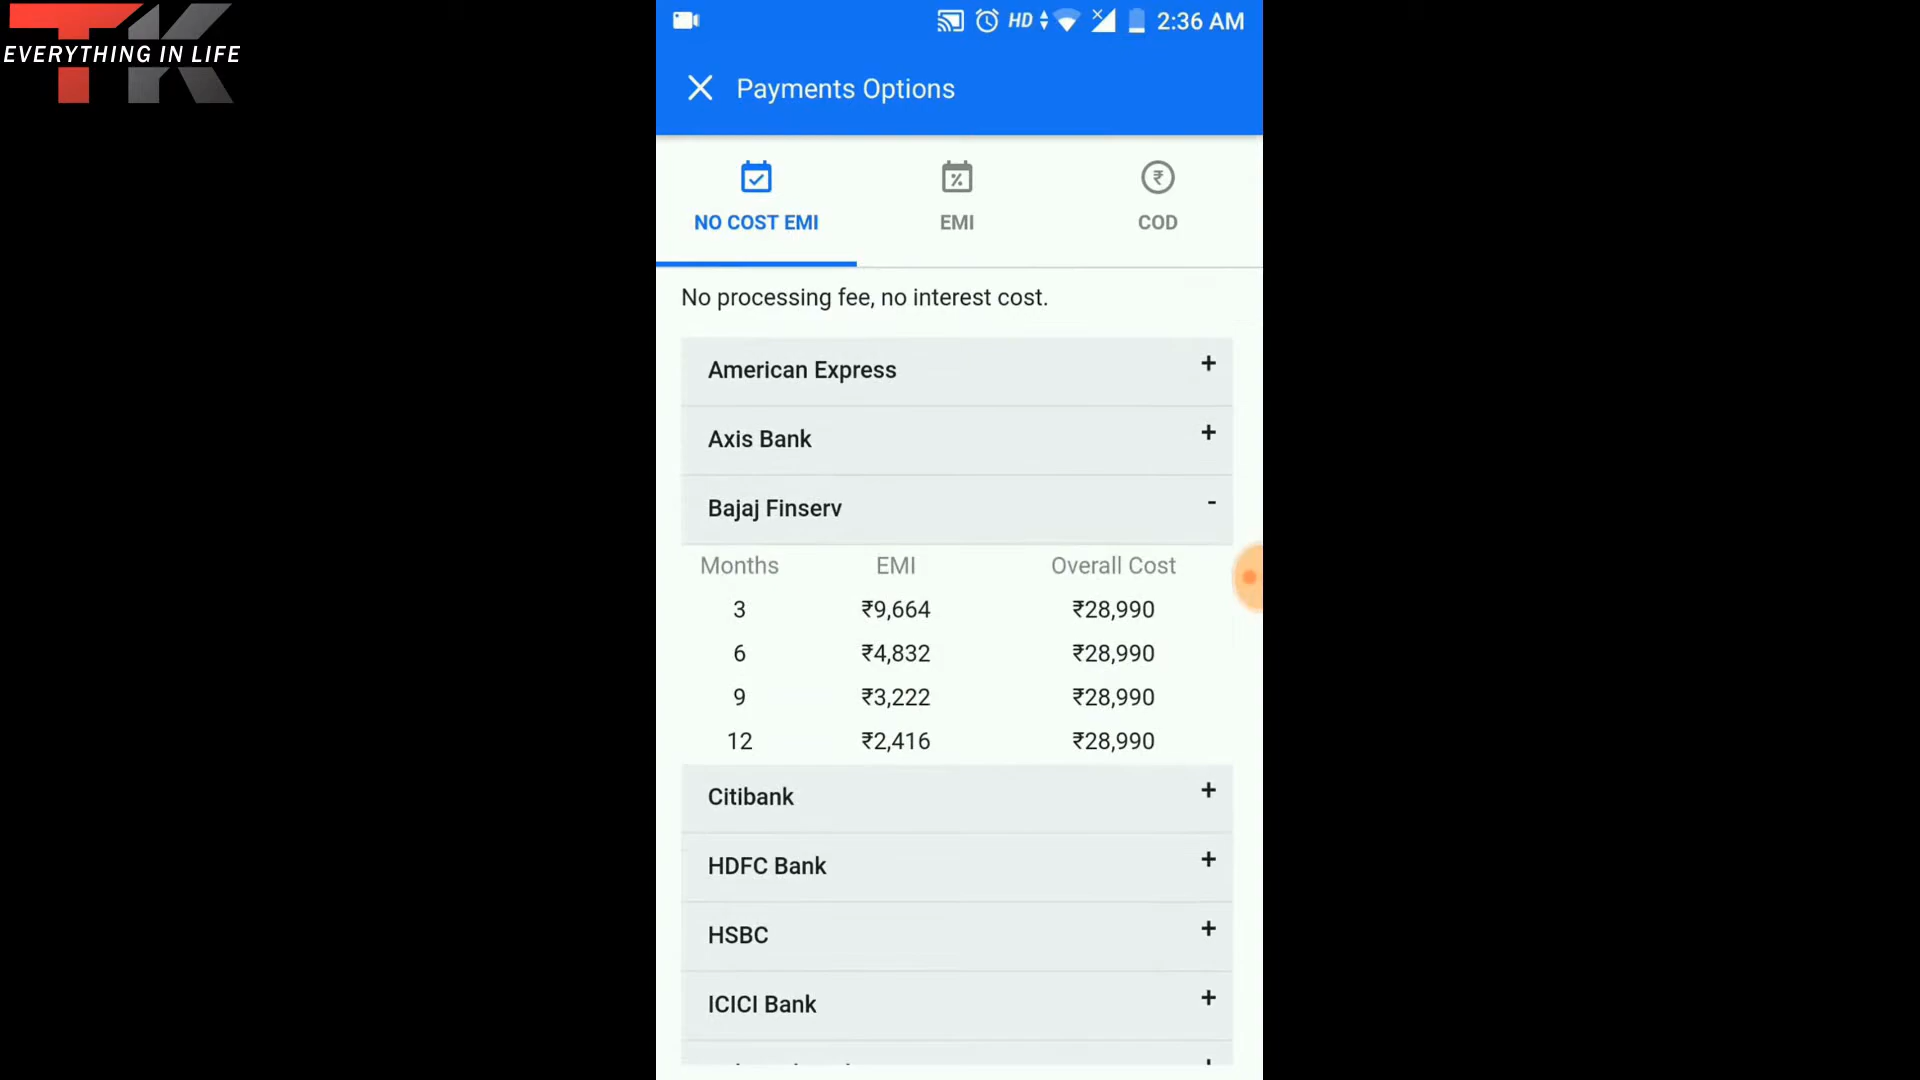 TK
EVERYTHING IN LIFE
HD 2:36 AM
Payments Options
NO COST EMI EMI COD
No processing fee, no interest cost.
American Express +
Axis Bank +
Bajaj Finserv -
Months EMI Overall Cost
3 ₹9,664 ₹28,990
6 ₹4,832 ₹28,990
9 ₹3,222 ₹28,990
12 ₹2,416 ₹28,990
Citibank +
HDFC Bank +
HSBC +
ICICI Bank +